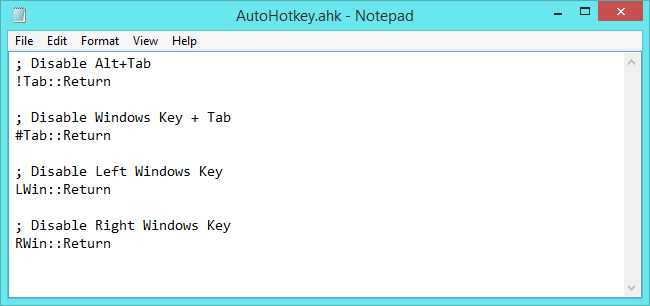 AutoHotkey.ahk - Notepad
File Edit Format View Help
; Disable Alt+Tab
!Tab::Return
; Disable Windows Key + Tab
#Tab::Return
; Disable Left Windows Key
LWin::Return
; Disable Right Windows Key
RWin::Return